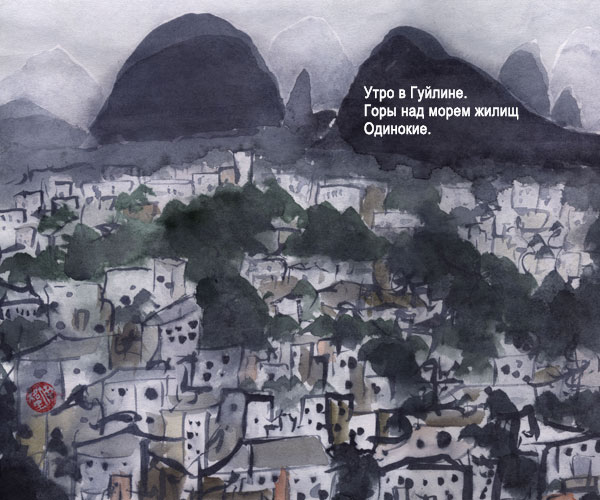 Утро в Гуйлине.
Горы над морем жилищ
Одинокие.